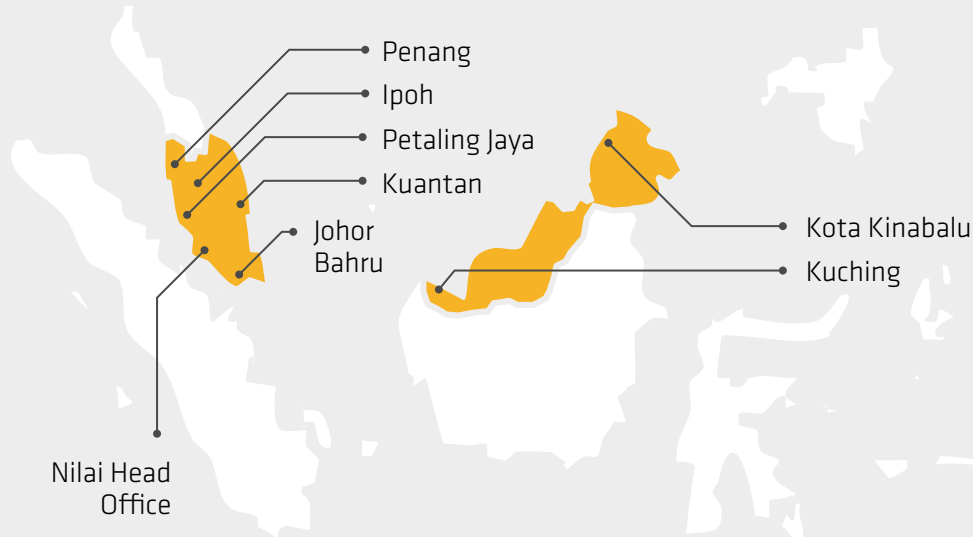 Penang
Ipoh
Petaling Jaya
Kuantan
Johor
Bahru
Kota Kinabalu
Kuching
Nilai Head
Office